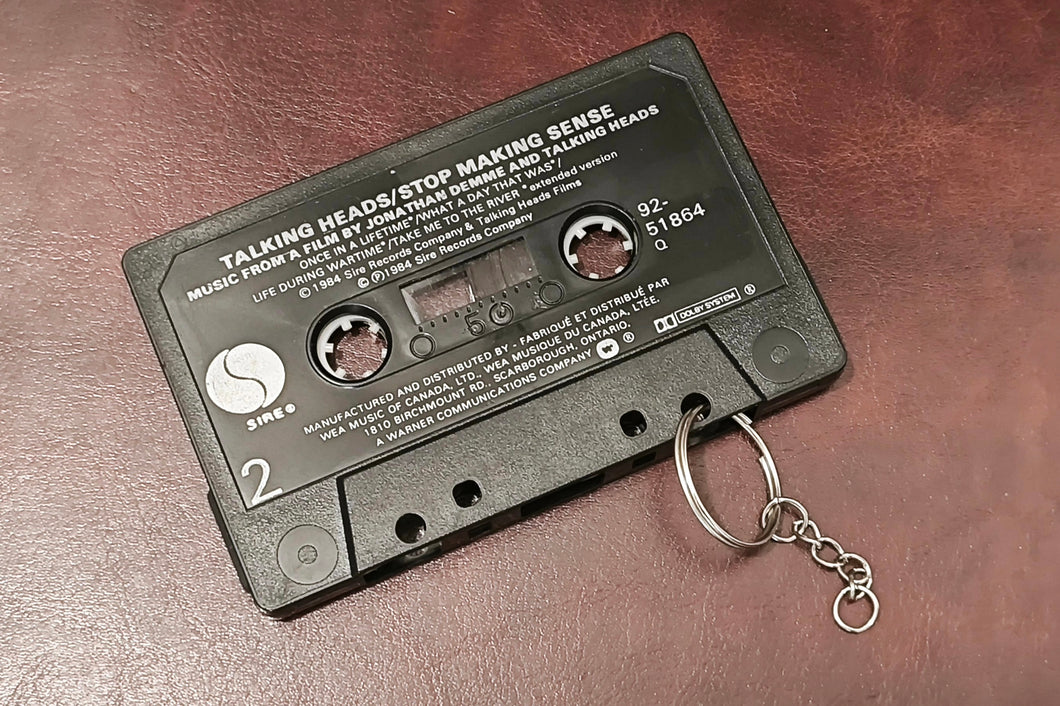 TALKING HEADS/STOP MAKING SENSE
MUSIC FROM A FILM BY JONATHAN DEMME AND TALKING HEADS
ONCE IN A LIFETIME*/WHAT A DAY THAT WAS*/
LIFE DURING WARTIME*/TAKE ME TO THE RIVER *extended version
© 1984 Sire Records Company & Talking Heads Films
© ℗ 1984 Sire Records Company
92-
51864
Q
50
SIRE®
2
MANUFACTURED AND DISTRIBUTED BY - FABRIQUÉ ET DISTRIBUÉ PAR
WEA MUSIC OF CANADA, LTD., WEA MUSIQUE DU CANADA, LTÉE.
1810 BIRCHMOUNT RD., SCARBOROUGH, ONTARIO.
A WARNER COMMUNICATIONS COMPANY ®
DOLBY SYSTEM ®